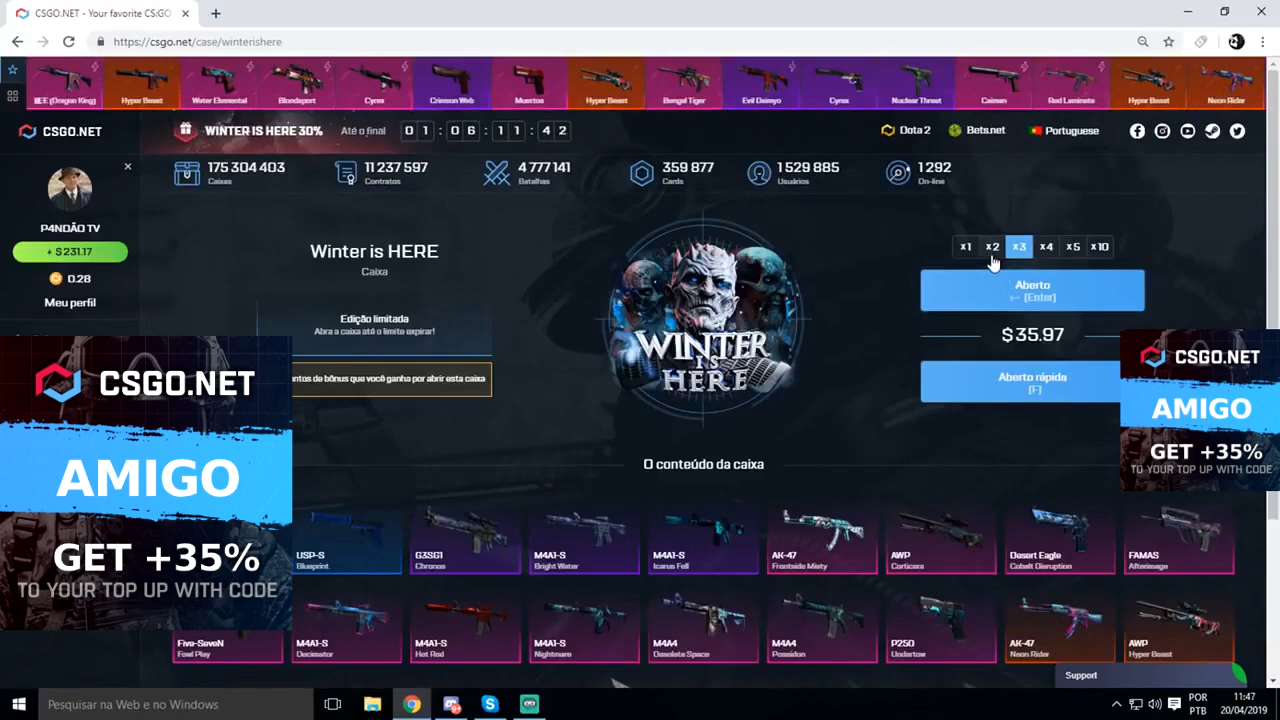 CSGO.NET - Your favorite CS:GO
https://csgo.net/case/winterishere
(Dragon King)
Hyper Beast
Water Elemental
Bloodsport
Cyrex
Crimson Web
Muertos
Hyper Beast
Bengal Tiger
Evil Daimyo
Cyrex
Nuclear Threat
Caiman
Red Laminate
Hyper Beast
Neon Rider
CSGO.NET
WINTER IS HERE 30%
Até o final
01:06:11:42
Dota 2
Bets.net
Portuguese
175 304 403
Caixas
11 237 597
Contratos
4 777 141
Batalhas
359 877
Cards
1 529 885
Usuários
1 292
On-line
P4NDÃO TV
+ $ 231.17
0.28
Meu perfil
Winter is HERE
Caixa
Edição limitada
Abra a caixa até o limite expirar!
ntos de bônus que você ganha por abrir esta caixa
WINTER
IS
HERE
x1 x2 x3 x4 x5 x10
Aberto
← [Enter]
$ 35.97
Aberto rápida
[F]
CSGO.NET
AMIGO
GET +35%
TO YOUR TOP UP WITH CODE
CSGO.NET
AMIGO
GET +35%
TO YOUR TOP UP WITH CODE
O conteúdo da caixa
USP-S
Blueprint
G3SG1
Chronos
M4A1-S
Bright Water
M4A1-S
Icarus Fell
AK-47
Frontside Misty
AWP
Corticera
Desert Eagle
Cobalt Disruption
FAMAS
Afterimage
Five-SeveN
Fowl Play
M4A1-S
Decimator
M4A1-S
Hot Rod
M4A1-S
Nightmare
M4A4
Desolate Space
M4A4
Poseidon
P250
Undertow
AK-47
Neon Rider
AWP
Hyper Beast
Support
Pesquisar na Web e no Windows
POR
PTB
11:47
20/04/2019